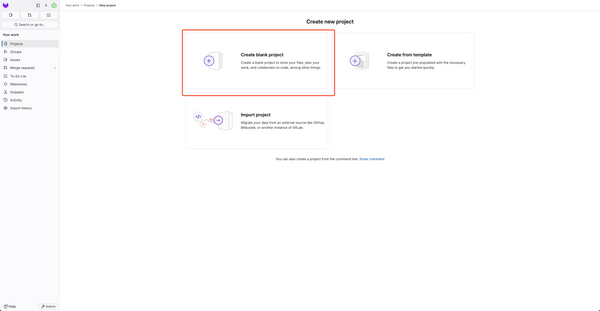 Your work / Projects / New project
Search or go to...
Your work
Projects
Groups
Issues
Merge requests
To-Do List
Milestones
Snippets
Activity
Import history
Help
Admin
Create new project
Create blank project
Create a blank project to store your files, plan your
work, and collaborate on code, among other things.
Create from template
Create a project pre-populated with the necessary
files to get you started quickly.
Import project
Migrate your data from an external source like GitHub,
Bitbucket, or another instance of GitLab.
You can also create a project from the command line. Show command